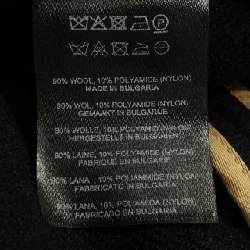 90% WOOL, 10% POLYAMIDE (NYLON)
MADE IN BULGARIA
90% WOL, 10% POLYAMIDE (NYLON)
GEMAAKT IN BULGARIJE
90% WOLLE, 10% POLYAMIDE (NYLON)
HERGESTELLT IN BULGARIEN
90% LAINE, 10% POLYAMIDE (NYLON)
FABRIQUÉ EN BULGARIE
90% LANA, 10% POLIAMMIDE (NYLON)
FABBRICATO IN BULGARIA
90% LANA, 10% POLIAMIDA (NYLON)
FABRICADO EN BULGARIA